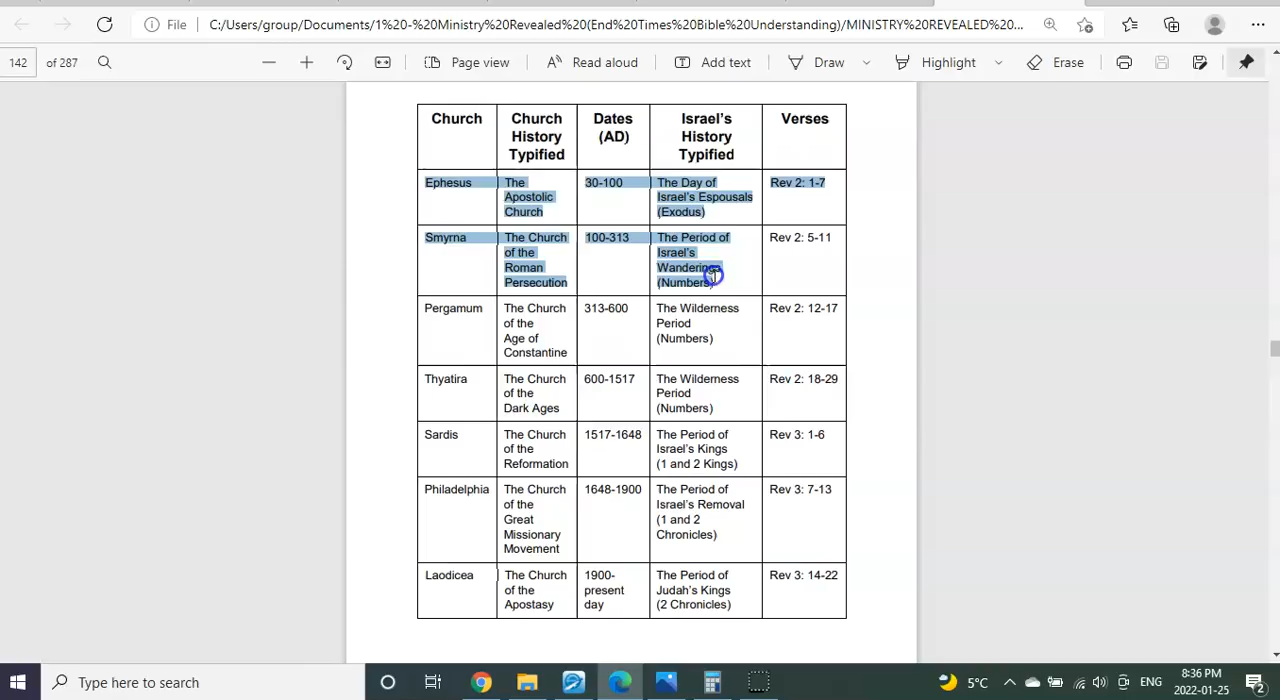 File
C:/Users/group/Documents/1%20-%20Ministry%20Revealed%20(End%20Times%20Bible%20Understanding)/MINISTRY%20REVEALED%20...
142 of 287
Page view
Read aloud
Add text
Draw
Highlight
Erase
Church
Church History Typified
Dates (AD)
Israel's History Typified
Verses
Ephesus
The
Apostolic
Church
30-100
The Day of
Israel's Espousals
(Exodus)
Rev 2: 1-7
Smyrna
The Church
of the
Roman
Persecution
100-313
The Period of
Israel's
Wanderings
(Numbers)
Rev 2: 5-11
Pergamum
The Church
of the
Age of
Constantine
313-600
The Wilderness
Period
(Numbers)
Rev 2: 12-17
Thyatira
The Church
of the
Dark Ages
600-1517
The Wilderness
Period
(Numbers)
Rev 2: 18-29
Sardis
The Church
of the
Reformation
1517-1648
The Period of
Israel's Kings
(1 and 2 Kings)
Rev 3: 1-6
Philadelphia
The Church
of the
Great
Missionary
Movement
1648-1900
The Period of
Israel's Removal
(1 and 2
Chronicles)
Rev 3: 7-13
Laodicea
The Church
of the
Apostasy
1900-
present
day
The Period of
Judah's Kings
(2 Chronicles)
Rev 3: 14-22
Type here to search
5°C
ENG
8:36 PM
2022-01-25
2